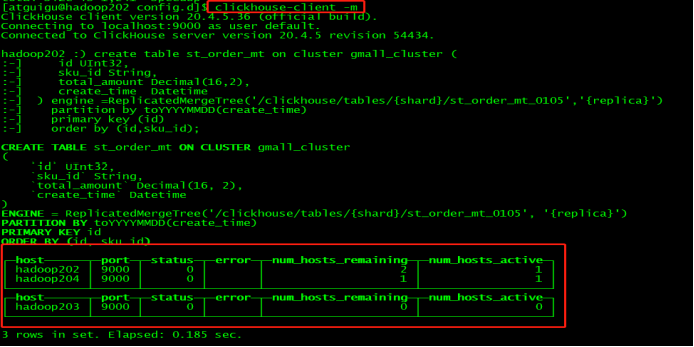 [atguigu@hadoop202 config.d]$ clickhouse-client -m
ClickHouse client version 20.4.5.36 (official build).
Connecting to localhost:9000 as user default.
Connected to ClickHouse server version 20.4.5 revision 54434.
hadoop202 :) create table st_order_mt on cluster gmall_cluster (
:-] id UInt32,
:-] sku_id String,
:-] total_amount Decimal(16,2),
:-] create_time Datetime
:-] ) engine =ReplicatedMergeTree('/clickhouse/tables/{shard}/st_order_mt_0105','{replica}')
:-] partition by toYYYYMMDD(create_time)
:-] primary key (id)
:-] order by (id,sku_id);
CREATE TABLE st_order_mt ON CLUSTER gmall_cluster
(
`id` UInt32,
`sku_id` String,
`total_amount` Decimal(16, 2),
`create_time` Datetime
)
ENGINE = ReplicatedMergeTree('/clickhouse/tables/{shard}/st_order_mt_0105', '{replica}')
PARTITION BY toYYYYMMDD(create_time)
PRIMARY KEY id
ORDER BY (id, sku_id)
host port status error num_hosts_remaining num_hosts_active
hadoop202 9000 0 2 1
hadoop204 9000 0 1 1
host port status error num_hosts_remaining num_hosts_active
hadoop203 9000 0 0 0
3 rows in set. Elapsed: 0.185 sec.